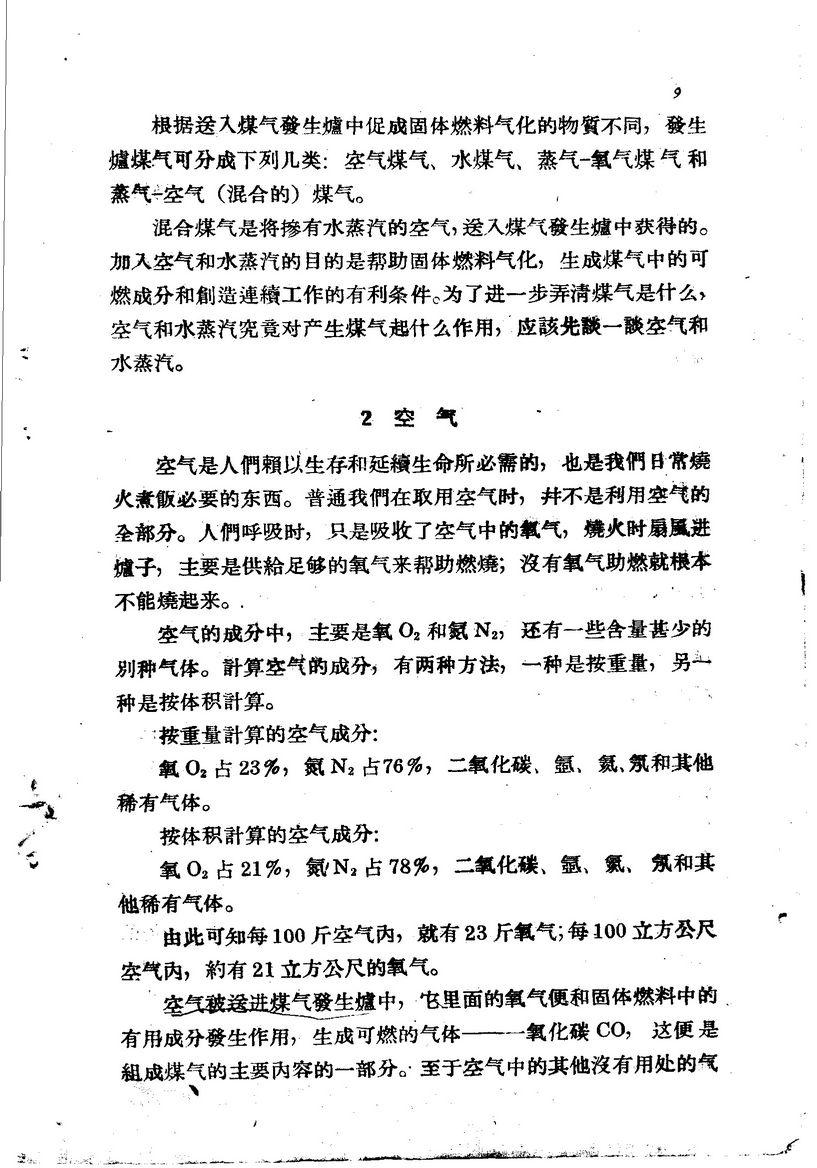 9
根据送入煤气發生爐中促成固体燃料气化的物質不同，發生
爐煤气可分成下列几类：空气煤气、水煤气、蒸气-氧气煤气和
蒸气-空气（混合的）煤气。
混合煤气是将掺有水蒸汽的空气，送入煤气發生爐中获得的。
加入空气和水蒸汽的目的是帮助固体燃料气化，生成煤气中的可
燃成分和創造連續工作的有利条件。为了进一步弄清煤气是什么，
空气和水蒸汽究竟对产生煤气起什么作用，应該先談一談空气和
水蒸汽。
2 空 气
空气是人們賴以生存和延續生命所必需的，也是我們日常燒
火煮飯必要的东西。普通我們在取用空气时，幷不是利用空气的
全部分。人們呼吸时，只是吸收了空气中的氧气，燒火时扇風进
爐子，主要是供給足够的氧气来帮助燃燒；沒有氧气助燃就根本
不能燒起来。
空气的成分中，主要是氧 O₂ 和氮 N₂，还有一些含量甚少的
別种气体。計算空气的成分，有两种方法，一种是按重量，另一
种是按体积計算。
按重量計算的空气成分：
氧 O₂ 占 23%，氮 N₂ 占76%，二氧化碳、氬、氦、氖和其他
稀有气体。
按体积計算的空气成分：
氧 O₂ 占 21%，氮 N₂ 占 78%，二氧化碳、氬、氦、氖和其
他稀有气体。
由此可知每 100 斤空气內，就有 23 斤氧气；每 100 立方公尺
空气內，約有 21 立方公尺的氧气。
空气被送进煤气發生爐中，它里面的氧气便和固体燃料中的
有用成分發生作用，生成可燃的气体——一氧化碳 CO，这便是
組成煤气的主要內容的一部分。至于空气中的其他沒有用处的气